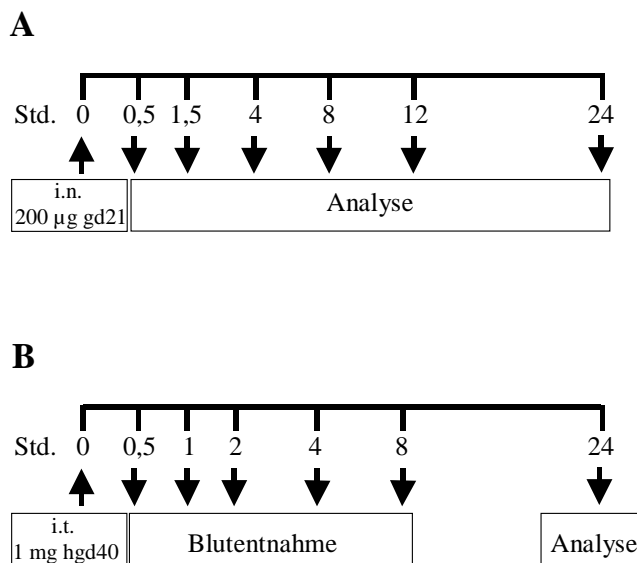 A
Std. 0 0,5 1,5 4 8 12 24
i.n.
200 µg gd21
Analyse
B
Std. 0 0,5 1 2 4 8 24
i.t.
1 mg hgd40
Blutentnahme
Analyse